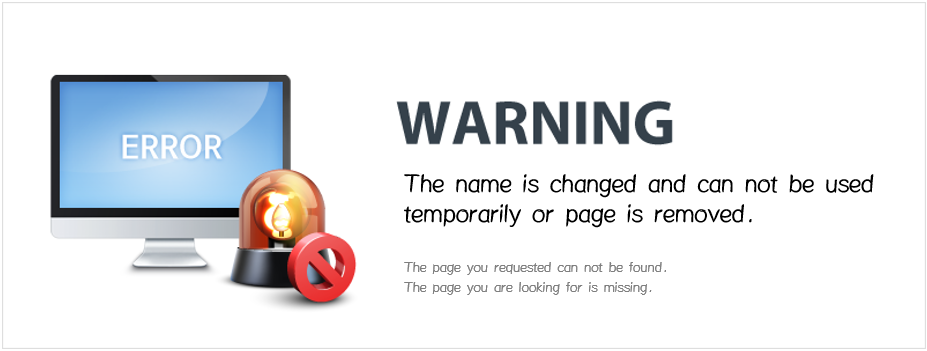 ERROR
WARNING
The name is changed and can not be used
temporarily or page is removed.
The page you requested can not be found.
The page you are looking for is missing.